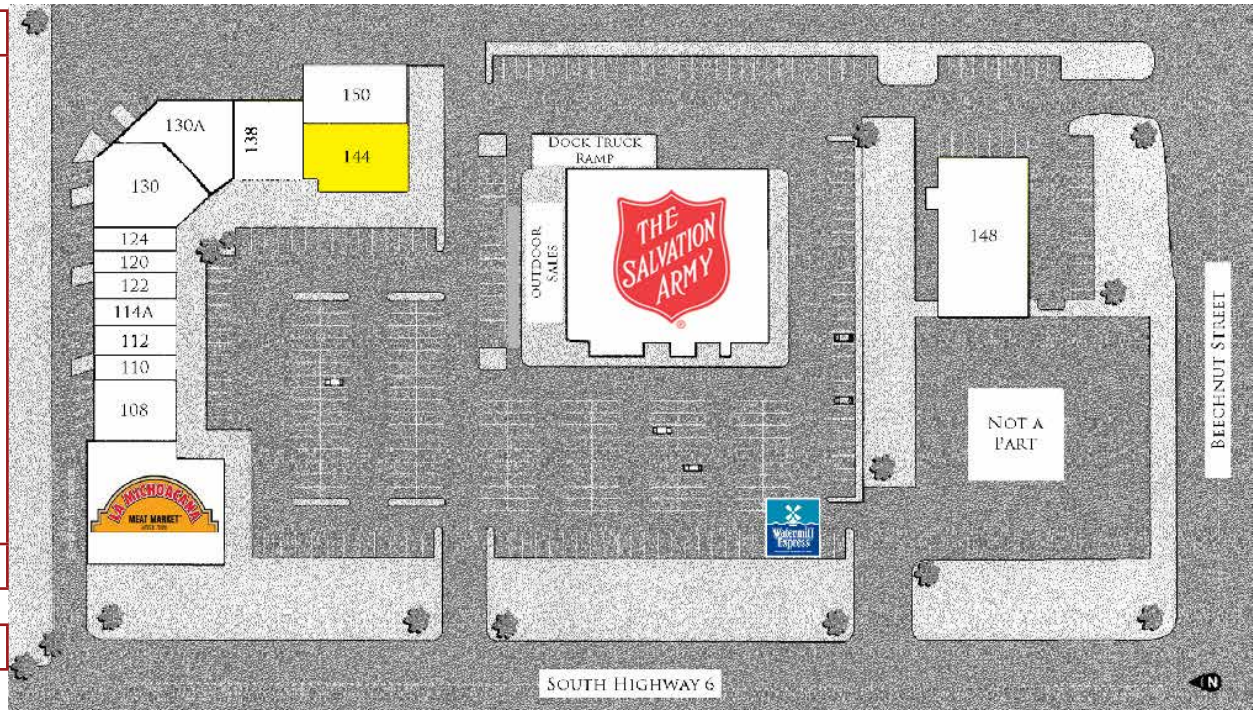 150
130A
138
144
130
124
120
122
114A
112
110
108
LA MICHOACANA
MEAT MARKET
DOCK TRUCK
RAMP
OUTDOOR
SALES
THE
SALVATION
ARMY
®
148
NOT A
PART
Watermill
Express
BEECHNUT STREET
SOUTH HIGHWAY 6
N